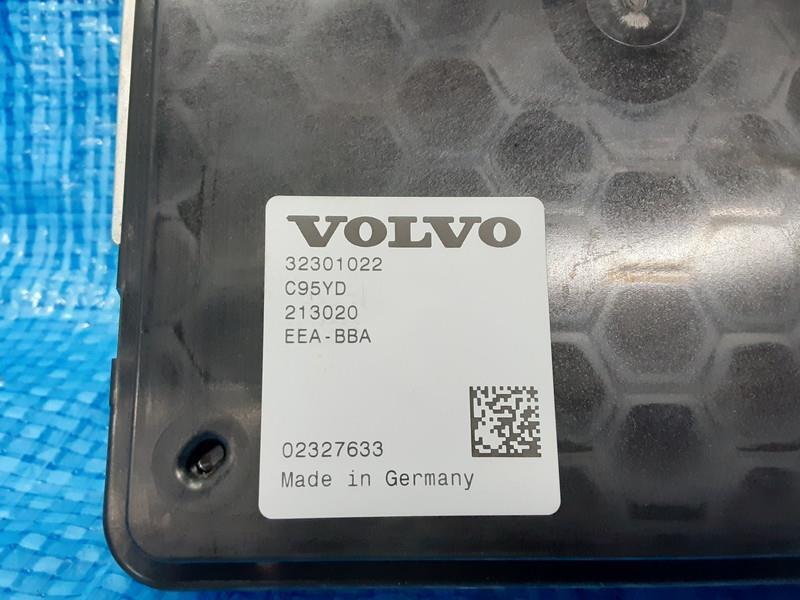 VOLVO
32301022
C95YD
213020
EEA-BBA
02327633
Made in Germany